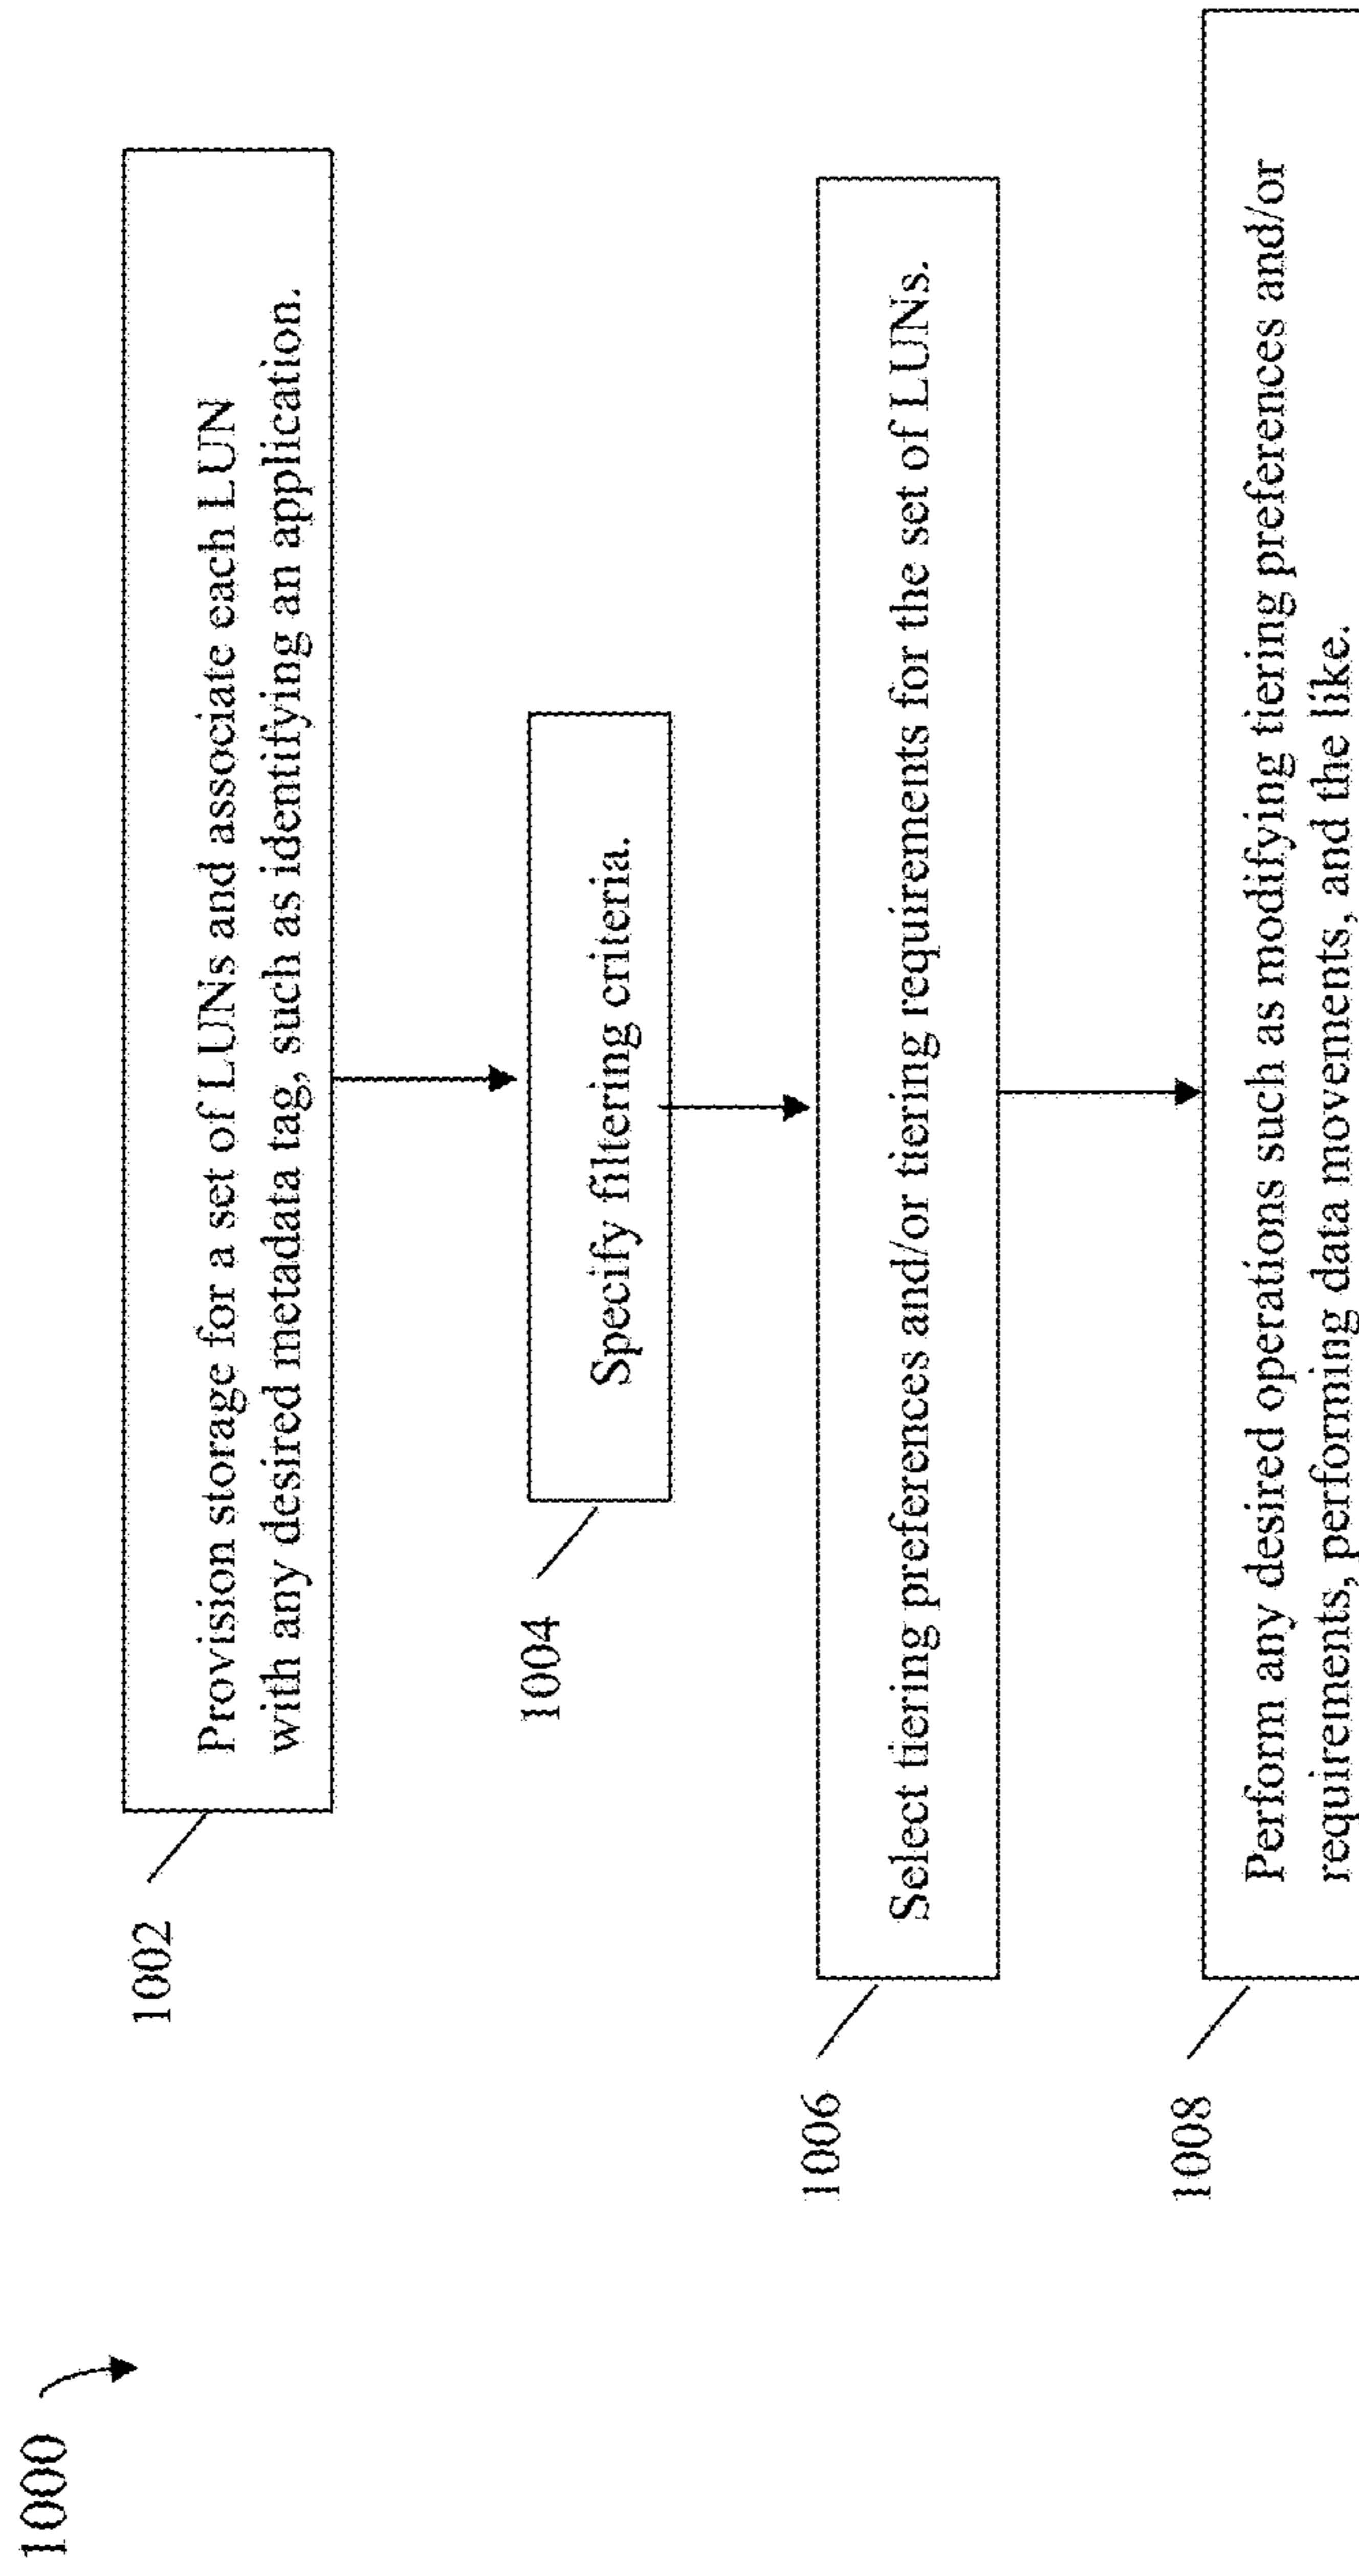 1000
1002
Provision storage for a set of LUNs and associate each LUN
with any desired metadata tag, such as identifying an application.
1004
Specify filtering criteria.
1006
Select tiering preferences and/or tiering requirements for the set of LUNs.
1008
Perform any desired operations such as modifying tiering preferences and/or
requirements, performing data movements, and the like.